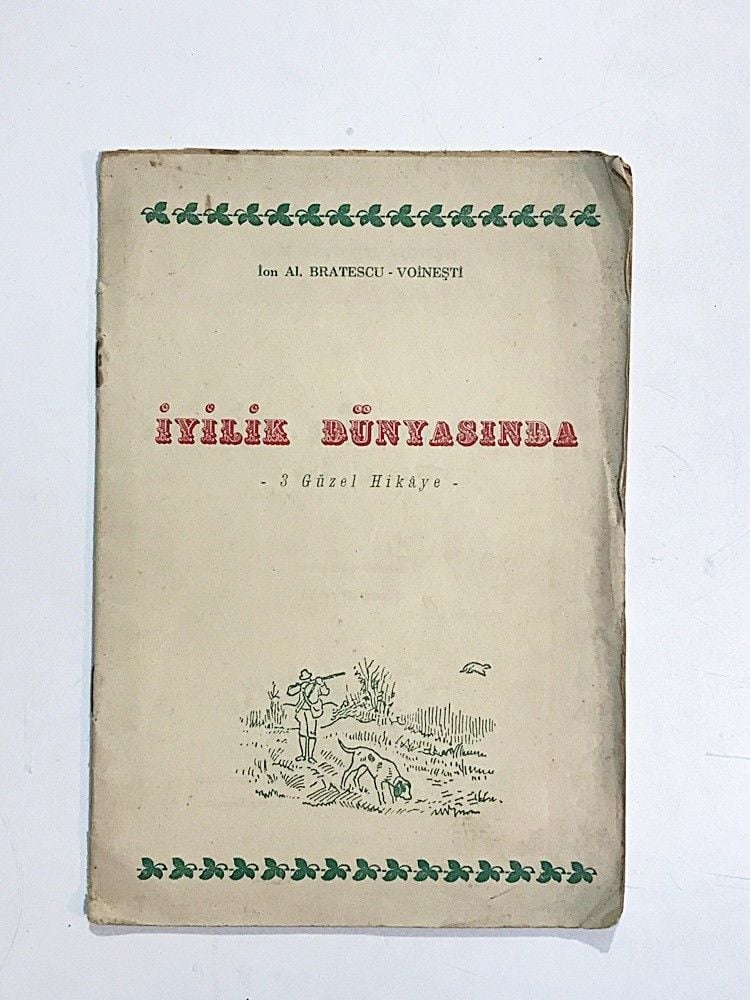 İon Al. BRATESCU - VOİNEŞTİ
İYİLİK DÜNYASINDA
- 3 Güzel Hikâye -